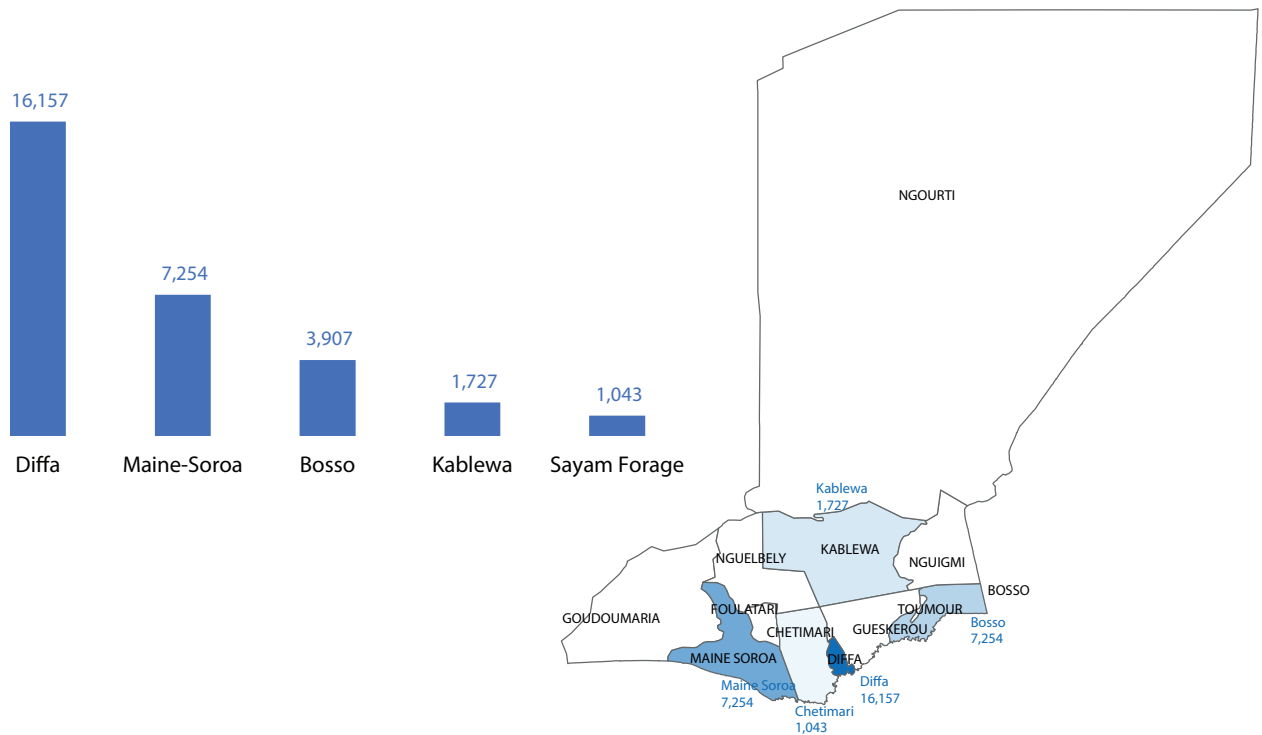 16,157
7,254
3,907
1,727
1,043
Diffa
Maine-Soroa
Bosso
Kablewa
Sayam Forage
NGOURTI
Kablewa
1,727
NGUELBELY
KABLEWA
NGUIGMI
BOSSO
GOUDOUMARIA
FOULATARI
TOUMOUR
CHETIMARI
GUESKEROU
Bosso
7,254
MAINE SOROA
DIFFA
Maine Soroa
7,254
Diffa
16,157
Chetimari
1,043